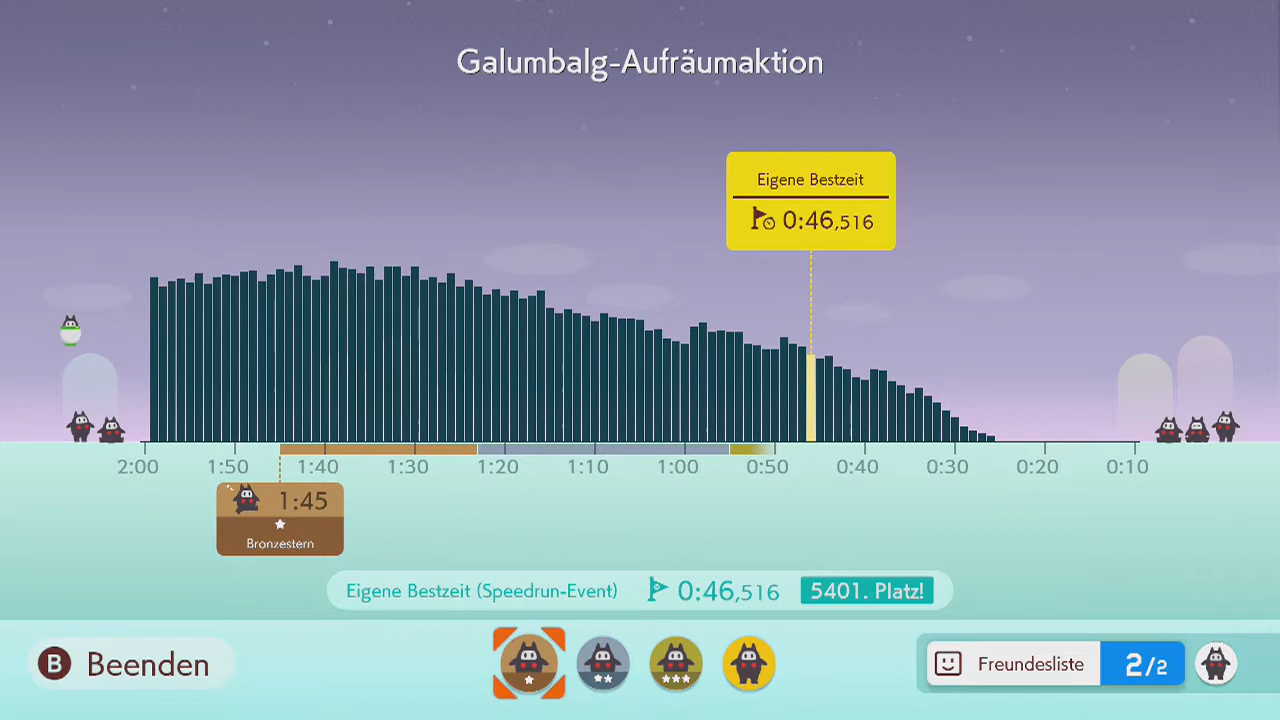 Galumbalg-Aufräumaktion
Eigene Bestzeit
0:46,516
2:00 1:50 1:40 1:30 1:20 1:10 1:00 0:50 0:40 0:30 0:20 0:10
1:45
Bronzestern
Eigene Bestzeit (Speedrun-Event) 0:46,516 5401. Platz!
B Beenden
Freundesliste 2/2